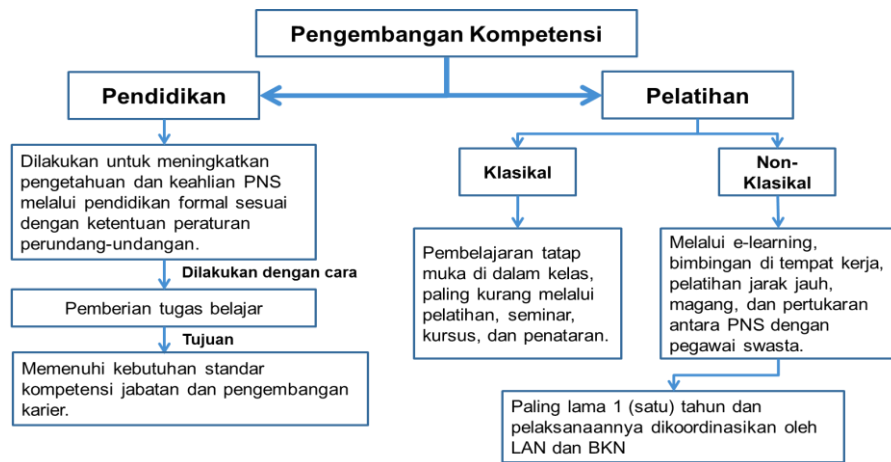 Pengembangan Kompetensi
Pendidikan
Dilakukan untuk meningkatkan
pengetahuan dan keahlian PNS
melalui pendidikan formal sesuai
dengan ketentuan peraturan
perundang-undangan.
Dilakukan dengan cara
Pemberian tugas belajar
Tujuan
Memenuhi kebutuhan standar
kompetensi jabatan dan pengembangan
karier.
Pelatihan
Klasikal
Pembelajaran tatap
muka di dalam kelas,
paling kurang melalui
pelatihan, seminar,
kursus, dan penataran.
Non-
Klasikal
Melalui e-learning,
bimbingan di tempat kerja,
pelatihan jarak jauh,
magang, dan pertukaran
antara PNS dengan
pegawai swasta.
Paling lama 1 (satu) tahun dan
pelaksanaannya dikoordinasikan oleh
LAN dan BKN